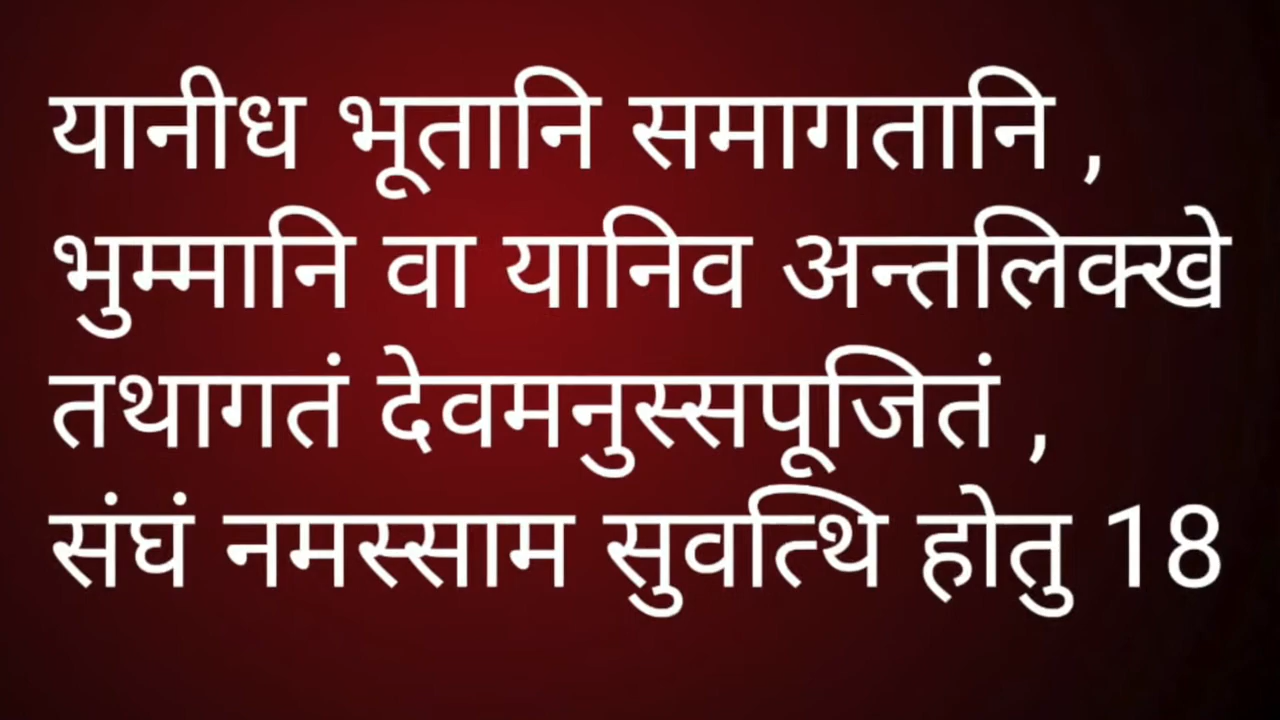 यानीध भूतानि समागतानि ,
भुम्मानि वा यानिव अन्तलिक्खे
तथागतं देवमनुस्सपूजितं ,
संघं नमस्साम सुवत्थि होतु 18